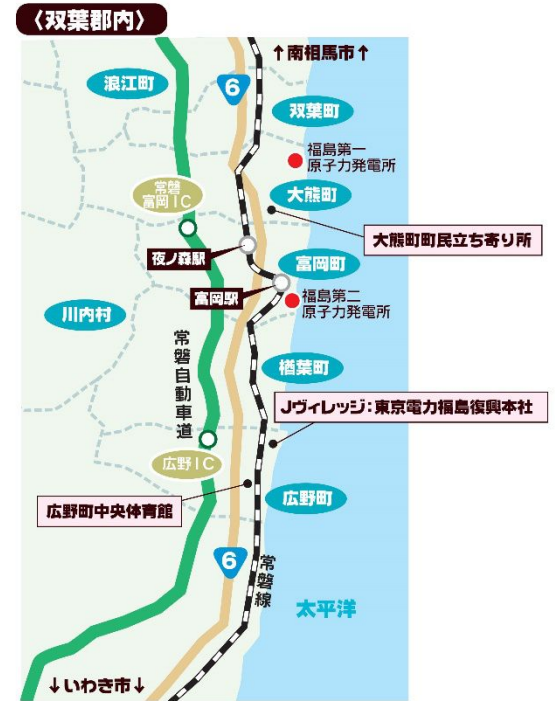 〈双葉郡内〉
↑南相馬市↑
浪江町
6
双葉町
福島第一
原子力発電所
大熊町
常磐
富岡IC
大熊町町民立ち寄り所
夜ノ森駅
富岡町
富岡駅
福島第二
原子力発電所
川内村
常磐自動車道
楢葉町
Jヴィレッジ:東京電力福島復興本社
広野IC
広野町中央体育館
広野町
6
常磐線
太平洋
↓いわき市↓